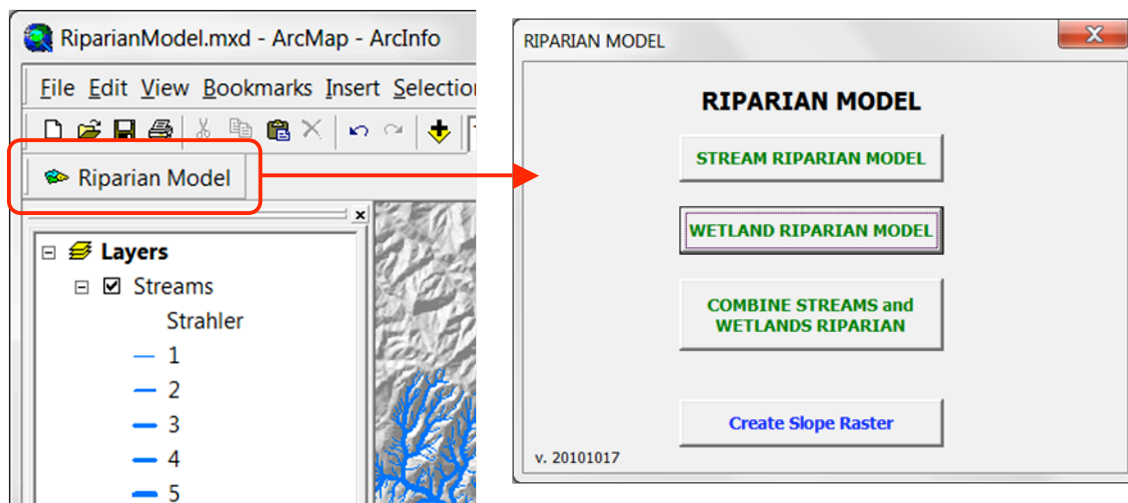 RiparianModel.mxd - ArcMap - ArcInfo
File Edit View Bookmarks Insert Selection
Riparian Model
Layers
Streams
Strahler
1
2
3
4
5
RIPARIAN MODEL
X
RIPARIAN MODEL
STREAM RIPARIAN MODEL
WETLAND RIPARIAN MODEL
COMBINE STREAMS and
WETLANDS RIPARIAN
Create Slope Raster
v. 20101017